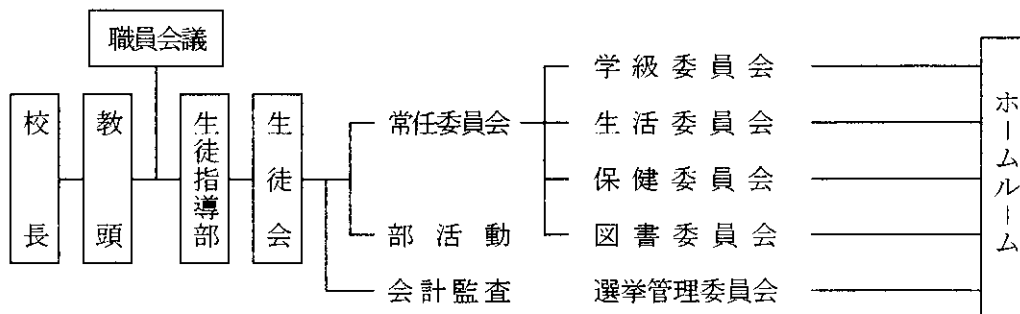 職員会議
校長
教頭
生徒指導部
生徒会
常任委員会
部活動
会計監査
学級委員会
生活委員会
保健委員会
図書委員会
選挙管理委員会
ホームルーム